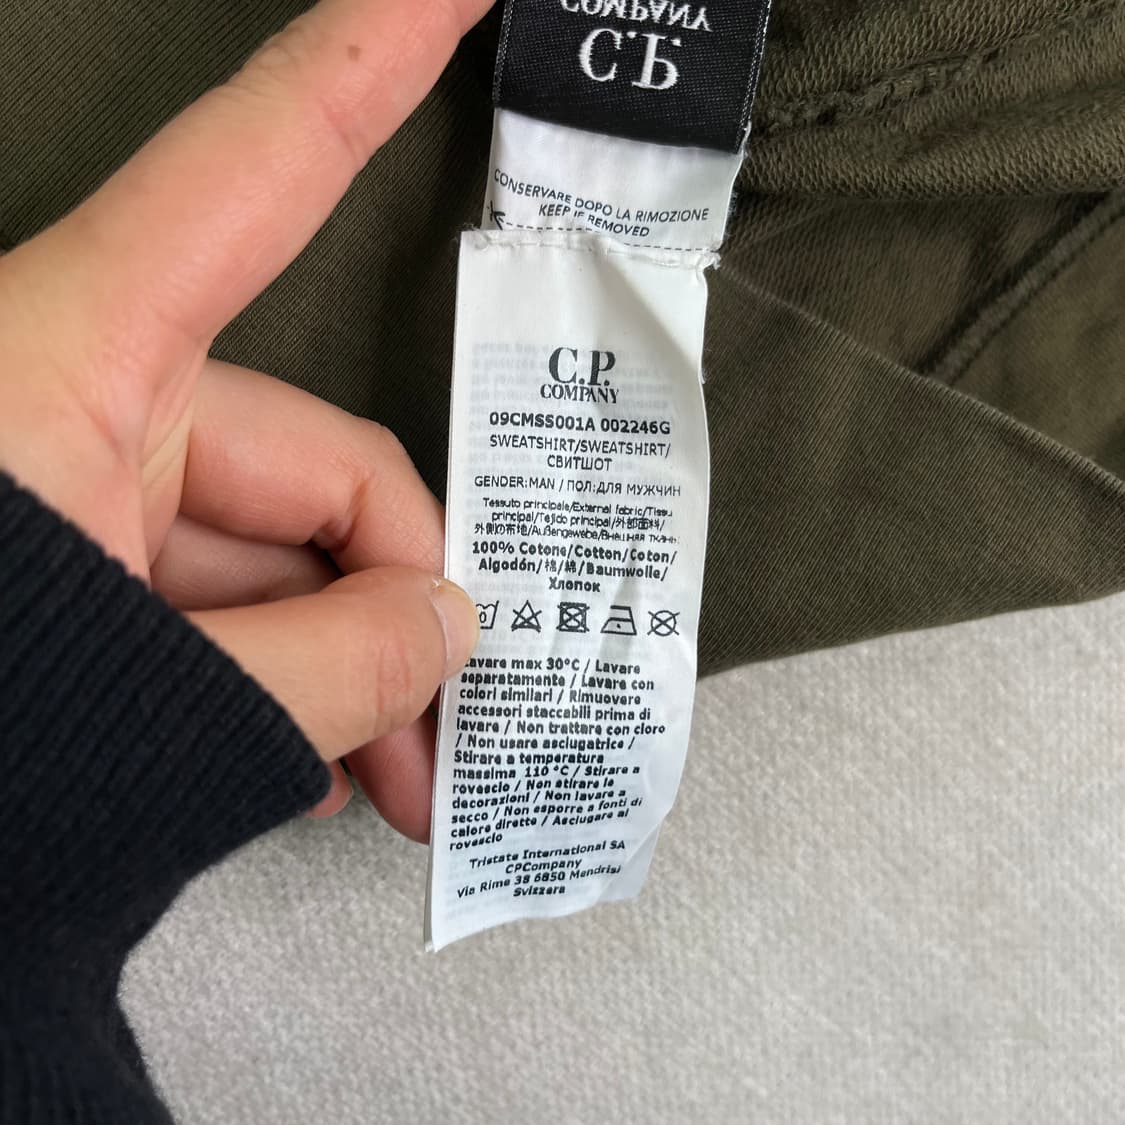 C.P.
COMPANY
CONSERVARE DOPO LA RIMOZIONE
KEEP IF REMOVED
C.P.
COMPANY
09CMSS001A 002246G
SWEATSHIRT/SWEATSHIRT/
СВИТШОТ
GENDER:MAN / ПОЛ:ДЛЯ МУЖЧИН
Tessuto principale/External fabric/Tissu
principal/Tejido principal/外部面料/
外側の布地/Außengewebe/Внешняя ткань:
100% Cotone/Cotton/Coton/
Algodón/棉/綿/Baumwolle/
Хлопок
Lavare max 30°C / Lavare
separatamente / Lavare con
colori similari / Rimuovere
accessori staccabili prima di
lavare / Non trattare con cloro
/ Non usare asciugatrice /
Stirare a temperatura
massima 110 °C / Stirare a
rovescio / Non stirare le
decorazioni / Non lavare a
secco / Non esporre a fonti di
calore dirette / Asciugare al
rovescio
Tristate International SA
CPCompany
Via Rime 38 6850 Mendrisi
Svizzera